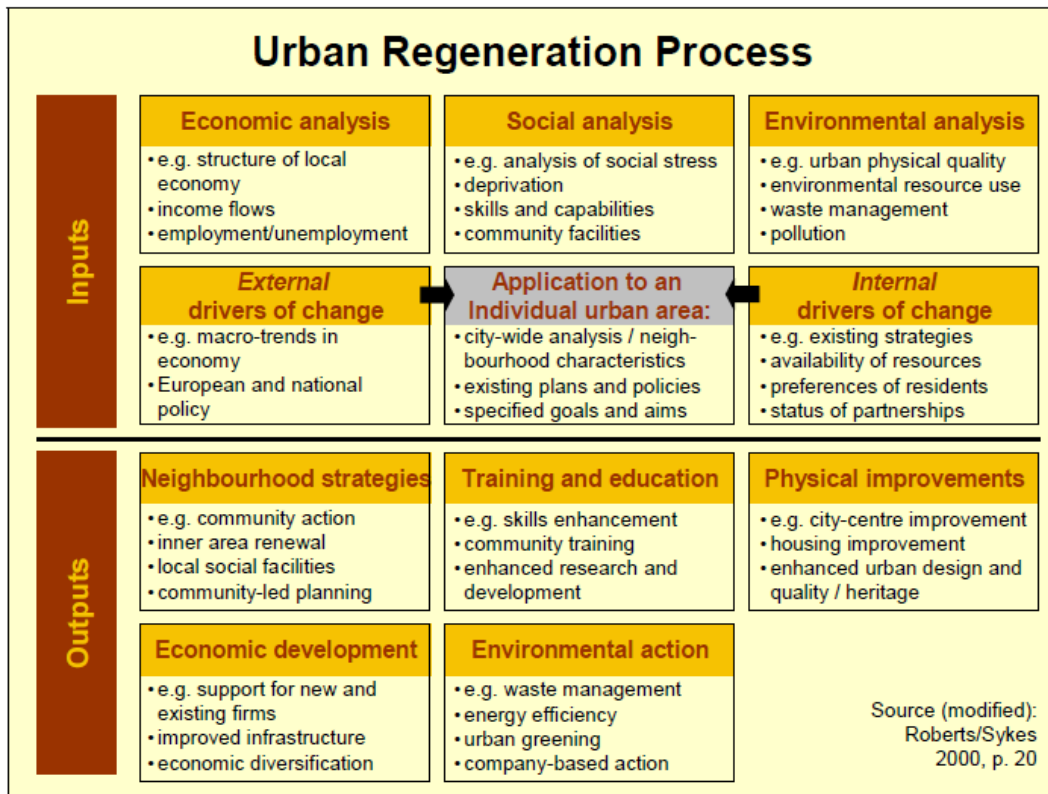 Urban Regeneration Process
Inputs
Economic analysis
• e.g. structure of local
economy
• income flows
• employment/unemployment
Social analysis
• e.g. analysis of social stress
• deprivation
• skills and capabilities
• community facilities
Environmental analysis
• e.g. urban physical quality
• environmental resource use
• waste management
• pollution
External
drivers of change
• e.g. macro-trends in
economy
• European and national
policy
Application to an
Individual urban area:
• city-wide analysis / neigh-
bourhood characteristics
• existing plans and policies
• specified goals and aims
Internal
drivers of change
• e.g. existing strategies
• availability of resources
• preferences of residents
• status of partnerships
Outputs
Neighbourhood strategies
• e.g. community action
• inner area renewal
• local social facilities
• community-led planning
Training and education
• e.g. skills enhancement
• community training
• enhanced research and
development
Physical improvements
• e.g. city-centre improvement
• housing improvement
• enhanced urban design and
quality / heritage
Economic development
• e.g. support for new and
existing firms
• improved infrastructure
• economic diversification
Environmental action
• e.g. waste management
• energy efficiency
• urban greening
• company-based action
Source (modified):
Roberts/Sykes
2000, p. 20